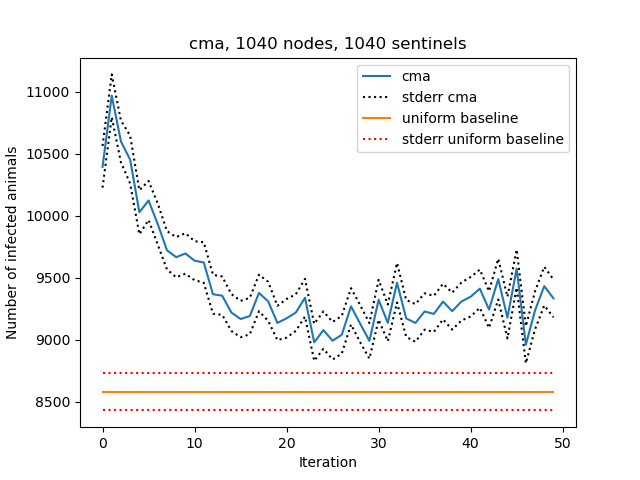 cma, 1040 nodes, 1040 sentinels
cma
stderr cma
uniform baseline
stderr uniform baseline
Number of infected animals
11000
10500
10000
9500
9000
8500
0 10 20 30 40 50
Iteration